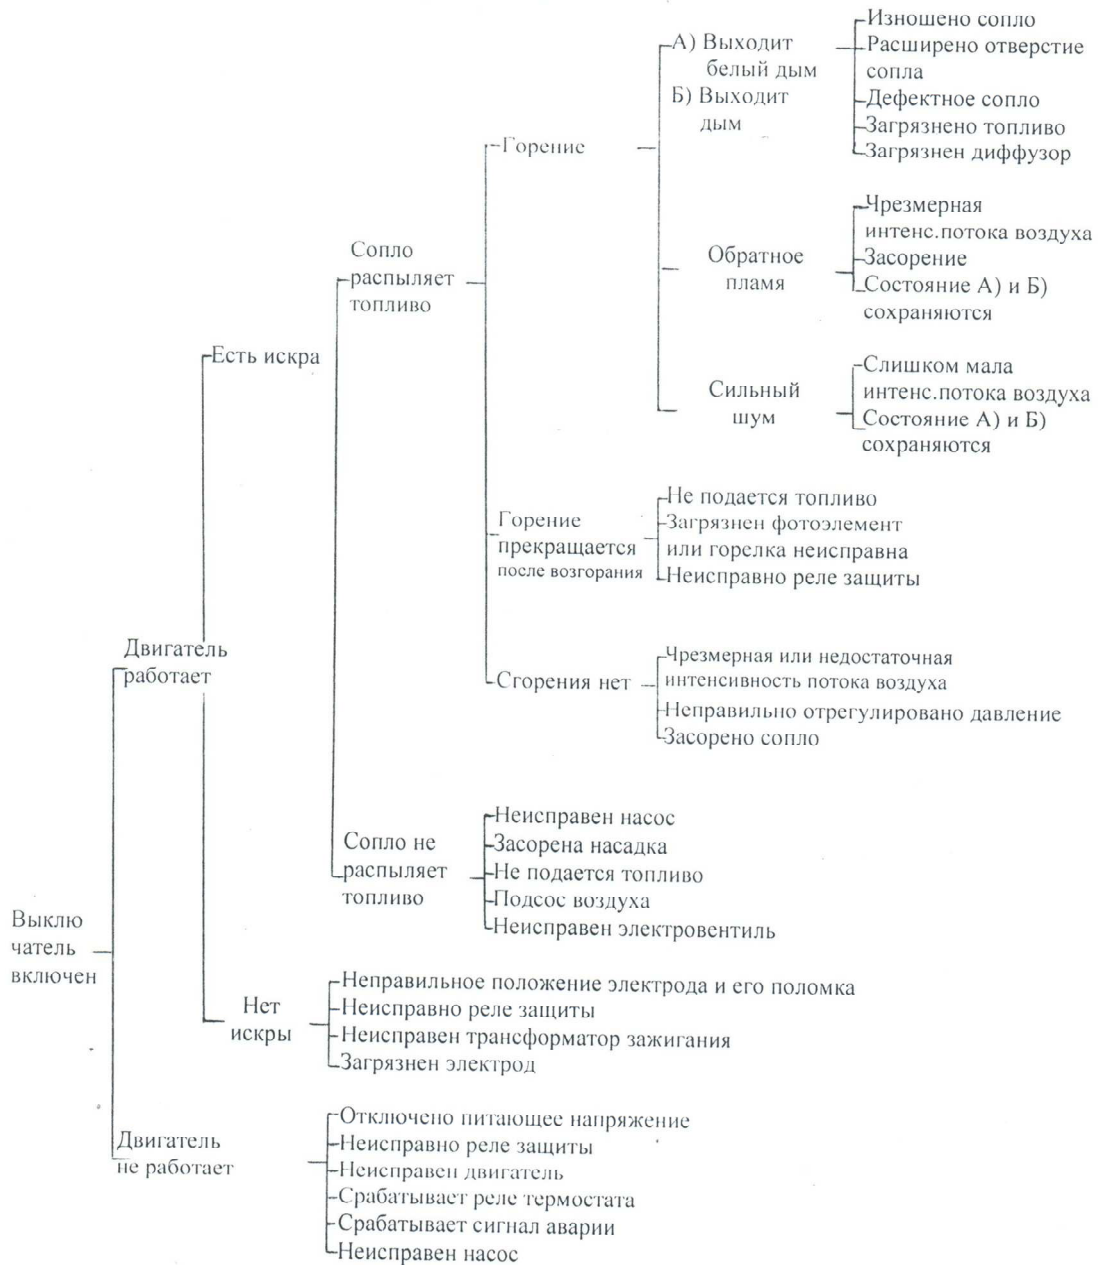 Изношено сопло
Расширено отверстие
сопла
Дефектное сопло
Загрязнено топливо
Загрязнен диффузор
А) Выходит
белый дым
Б) Выходит
дым
Горение
Чрезмерная
интенс.потока воздуха
Засорение
Состояние А) и Б)
сохраняются
Обратное
пламя
Сопло
распыляет
топливо
Есть искра
Слишком мала
интенс.потока воздуха
Состояние А) и Б)
сохраняются
Сильный
шум
Горение
прекращается
после возгорания
Не подается топливо
Загрязнен фотоэлемент
или горелка неисправна
Неисправно реле защиты
Двигатель
работает
Сгорения нет
Чрезмерная или недостаточная
интенсивность потока воздуха
Неправильно отрегулировано давление
Засорено сопло
Сопло не
распыляет
топливо
Неисправен насос
Засорена насадка
Не подается топливо
Подсос воздуха
Неисправен электровентиль
Выклю
чатель
включен
Нет
искры
Неправильное положение электрода и его поломка
Неисправно реле защиты
Неисправен трансформатор зажигания
Загрязнен электрод
Двигатель
не работает
Отключено питающее напряжение
Неисправно реле защиты
Неисправен двигатель
Срабатывает реле термостата
Срабатывает сигнал аварии
Неисправен насос